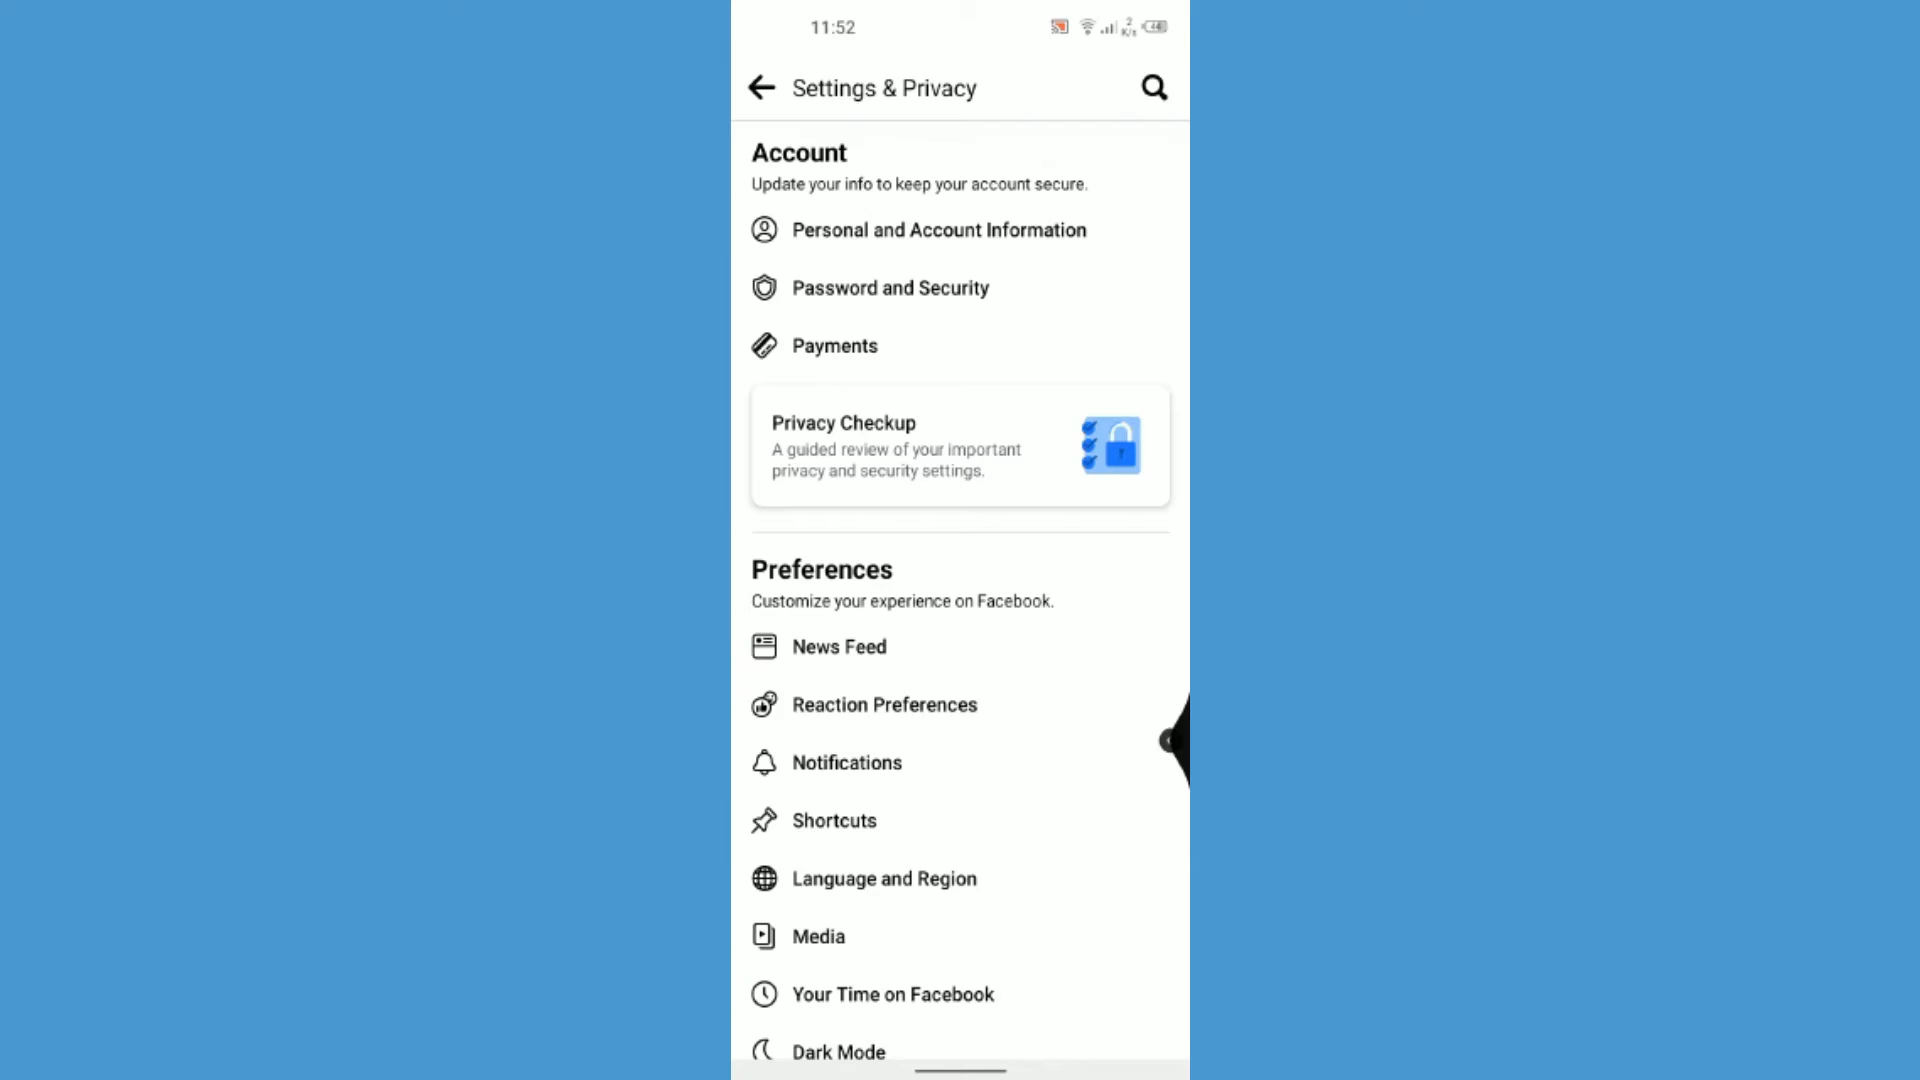 11:52
2
K/s
Settings & Privacy
Account
Update your info to keep your account secure.
Personal and Account Information
Password and Security
Payments
Privacy Checkup
A guided review of your important
privacy and security settings.
Preferences
Customize your experience on Facebook.
News Feed
Reaction Preferences
Notifications
Shortcuts
Language and Region
Media
Your Time on Facebook
Dark Mode